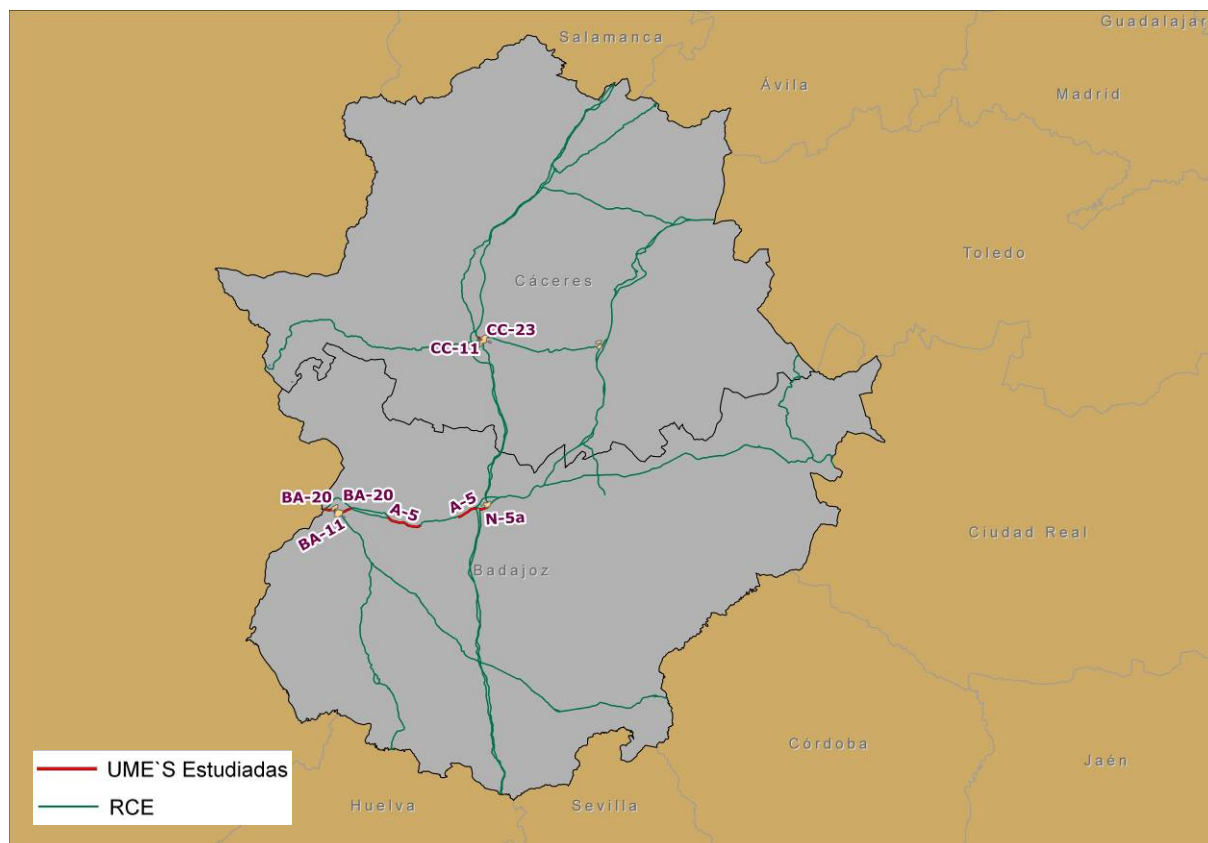 Guadalajar
Salamanca
Ávila
Madrid
Toledo
Cáceres
CC-23
CC-11
BA-20
BA-20
A-5
A-5
N-5a
BA-11
Ciudad Real
Badajoz
Córdoba
Jaén
UME`S Estudiadas
RCE
Huelva
Sevilla